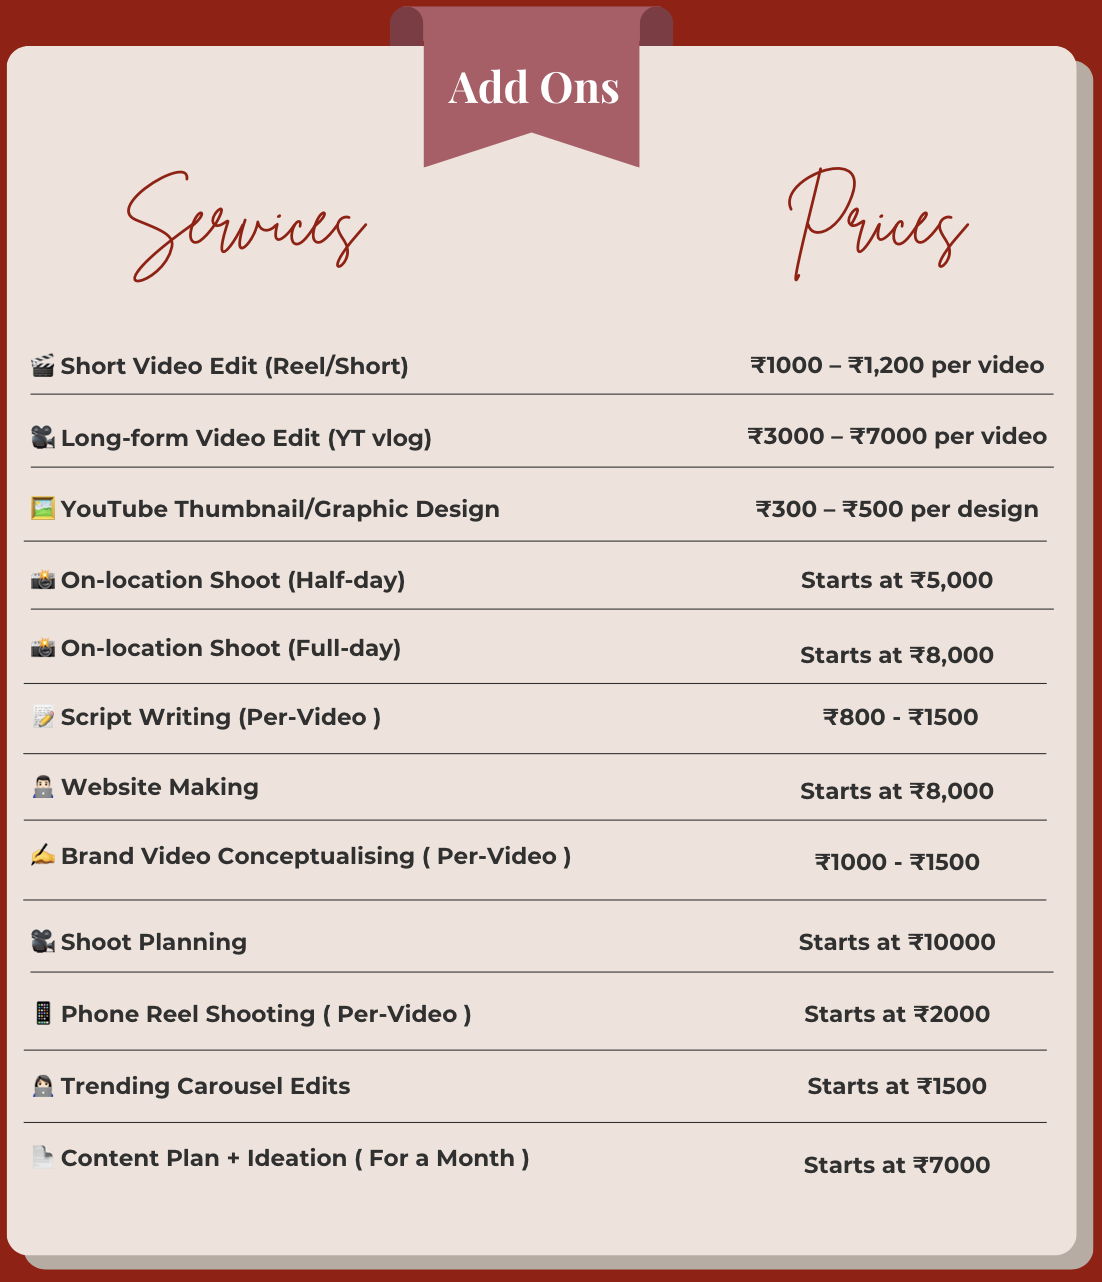 Add Ons
Services Prices
Short Video Edit (Reel/Short) ₹1000 – ₹1,200 per video
Long-form Video Edit (YT vlog) ₹3000 – ₹7000 per video
YouTube Thumbnail/Graphic Design ₹300 – ₹500 per design
On-location Shoot (Half-day) Starts at ₹5,000
On-location Shoot (Full-day) Starts at ₹8,000
Script Writing (Per-Video ) ₹800 - ₹1500
Website Making Starts at ₹8,000
Brand Video Conceptualising ( Per-Video ) ₹1000 - ₹1500
Shoot Planning Starts at ₹10000
Phone Reel Shooting ( Per-Video ) Starts at ₹2000
Trending Carousel Edits Starts at ₹1500
Content Plan + Ideation ( For a Month ) Starts at ₹7000